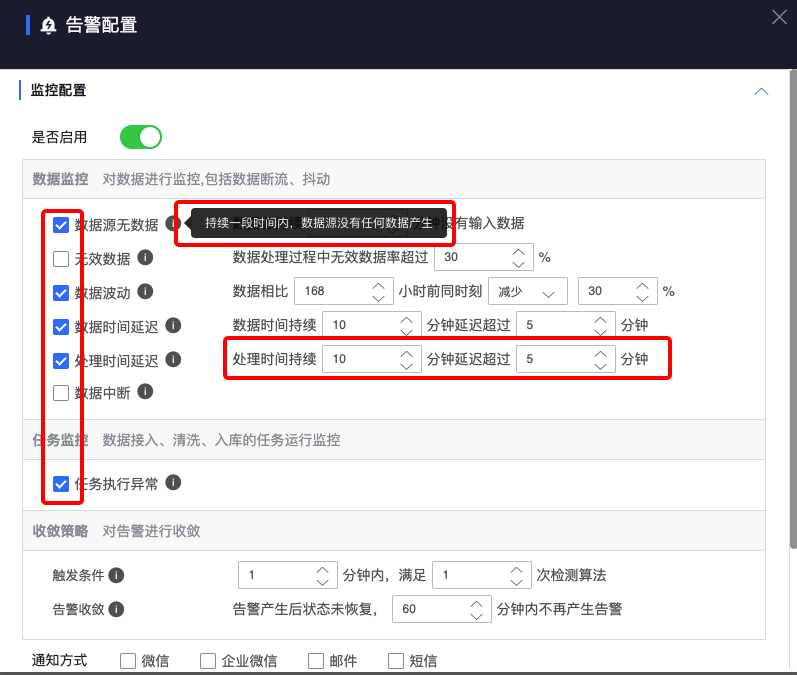 告警配置
监控配置
是否启用
数据监控 对数据进行监控,包括数据断流、抖动
数据源无数据 持续一段时间内，数据源没有任何数据产生 没有输入数据
无效数据 数据处理过程中无效数据率超过 30 %
数据波动 数据相比 168 小时前同时刻 减少 30 %
数据时间延迟 数据时间持续 10 分钟延迟超过 5 分钟
处理时间延迟 处理时间持续 10 分钟延迟超过 5 分钟
数据中断
任务监控 数据接入、清洗、入库的任务运行监控
任务执行异常
收敛策略 对告警进行收敛
触发条件 1 分钟内，满足 1 次检测算法
告警收敛 告警产生后状态未恢复， 60 分钟内不再产生告警
通知方式 微信 企业微信 邮件 短信